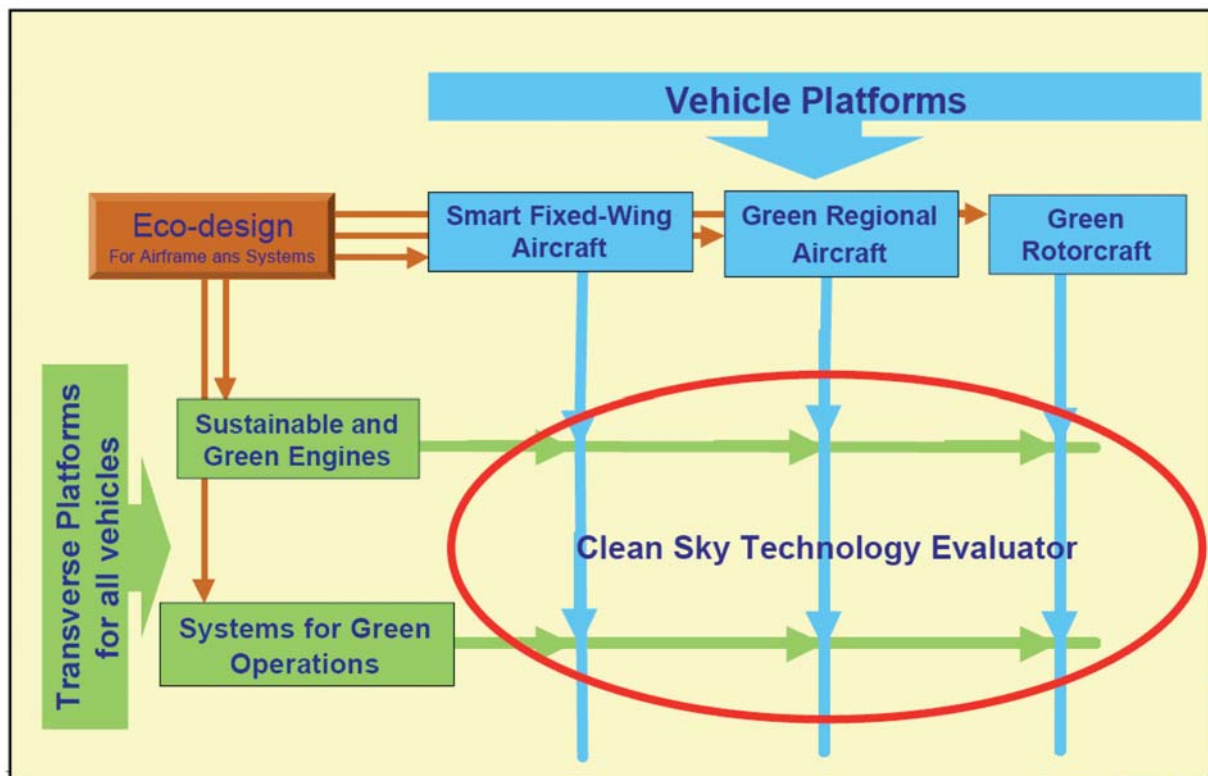 Vehicle Platforms
Eco-design
For Airframe ans Systems
Smart Fixed-Wing
Aircraft
Green Regional
Aircraft
Green
Rotorcraft
Transverse Platforms
for all vehicles
Sustainable and
Green Engines
Clean Sky Technology Evaluator
Systems for Green
Operations